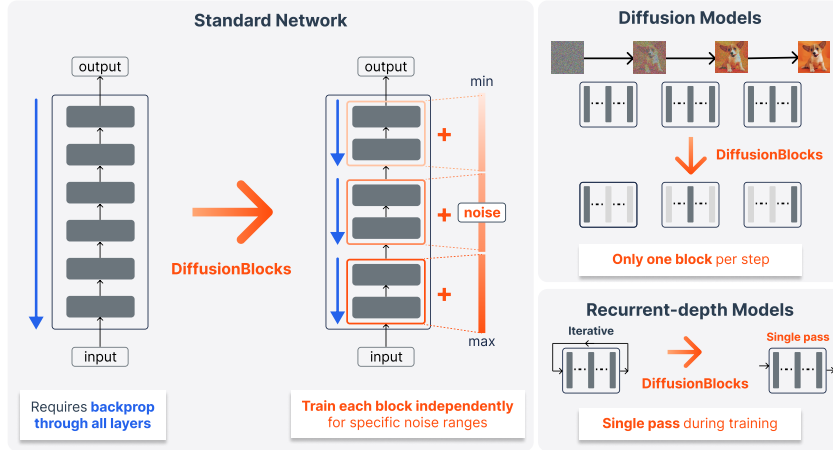 Standard Network
output
input
Requires backprop
through all layers
DiffusionBlocks
output
input
+
+
+
min
noise
max
Train each block independently
for specific noise ranges
Diffusion Models
DiffusionBlocks
Only one block per step
Recurrent-depth Models
Iterative
DiffusionBlocks
Single pass
Single pass during training